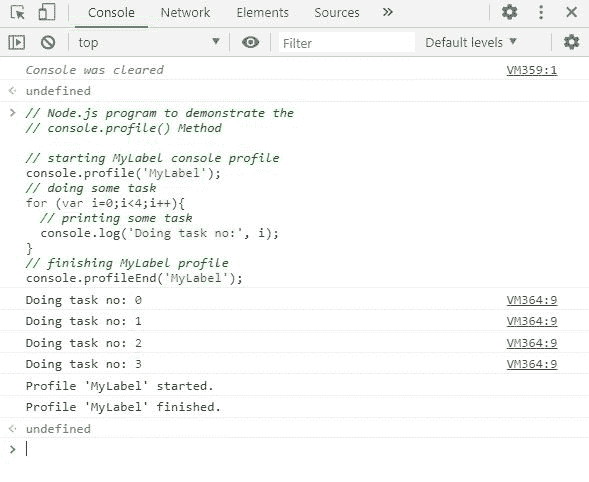 Console Network Elements Sources »
top Filter Default levels
Console was cleared VM359:1
undefined
// Node.js program to demonstrate the
// console.profile() Method
// starting MyLabel console profile
console.profile('MyLabel');
// doing some task
for (var i=0;i<4;i++){
// printing some task
console.log('Doing task no:', i);
}
// finishing MyLabel profile
console.profileEnd('MyLabel');
Doing task no: 0 VM364:9
Doing task no: 1 VM364:9
Doing task no: 2 VM364:9
Doing task no: 3 VM364:9
Profile 'MyLabel' started.
Profile 'MyLabel' finished.
undefined